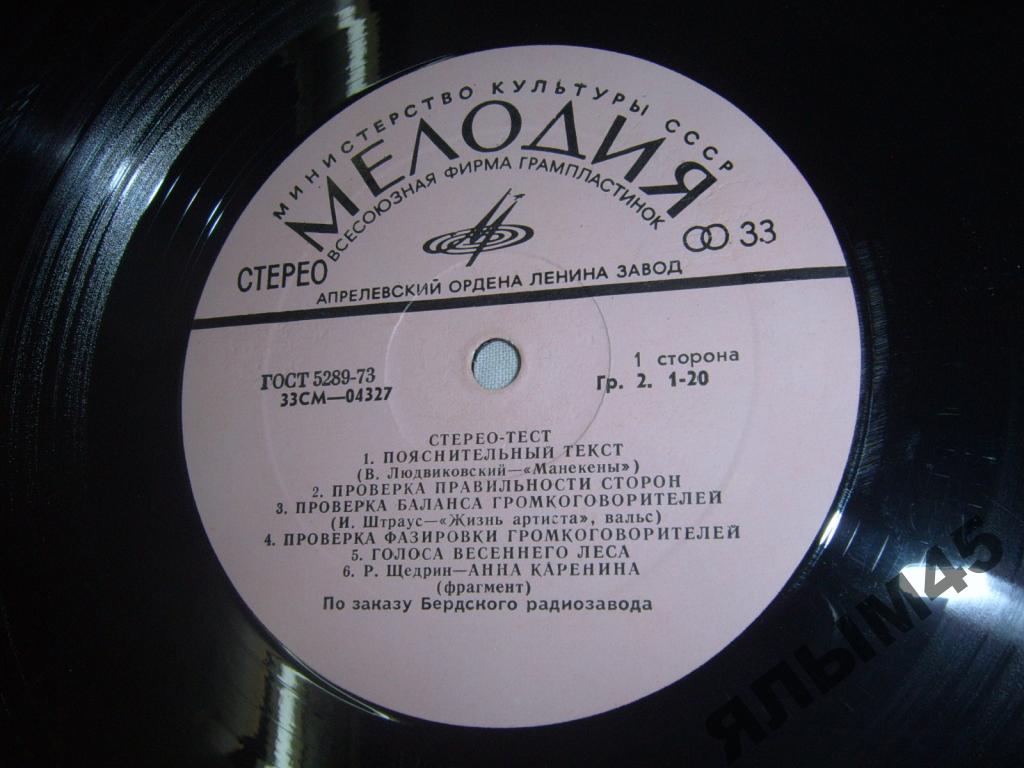 МИНИСТЕРСТВО КУЛЬТУРЫ СССР
МЕЛОДИЯ
ВСЕСОЮЗНАЯ ФИРМА ГРАМПЛАСТИНОК
СТЕРЕО
33
АПРЕЛЕВСКИЙ ОРДЕНА ЛЕНИНА ЗАВОД
ГОСТ 5289-73
33СМ—04327
1 сторона
Гр. 2. 1-20
СТЕРЕО-ТЕСТ
1. ПОЯСНИТЕЛЬНЫЙ ТЕКСТ
(В. Людвиковский—«Манекены»)
2. ПРОВЕРКА ПРАВИЛЬНОСТИ СТОРОН
3. ПРОВЕРКА БАЛАНСА ГРОМКОГОВОРИТЕЛЕЙ
(И. Штраус—«Жизнь артиста», вальс)
4. ПРОВЕРКА ФАЗИРОВКИ ГРОМКОГОВОРИТЕЛЕЙ
5. ГОЛОСА ВЕСЕННЕГО ЛЕСА
6. Р. Щедрин—АННА КАРЕНИНА
(фрагмент)
По заказу Бердского радиозавода
ЯЛЫМ45